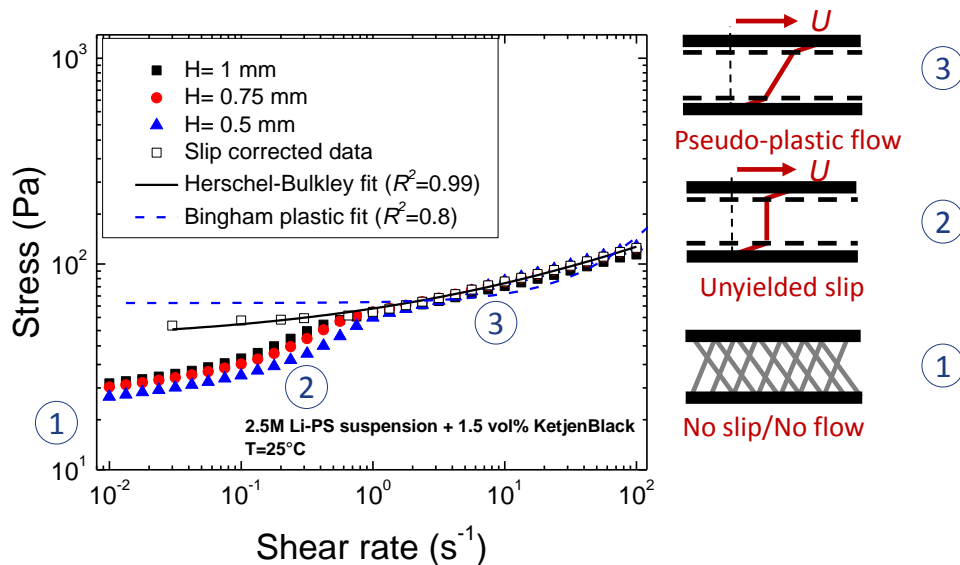 10³
10²
10¹
Stress (Pa)
H= 1 mm
H= 0.75 mm
H= 0.5 mm
Slip corrected data
Herschel-Bulkley fit (R²=0.99)
Bingham plastic fit (R²=0.8)
1
2
3
2.5M Li-PS suspension + 1.5 vol% KetjenBlack
T=25°C
10⁻²
10⁻¹
10⁰
10¹
10²
Shear rate (s⁻¹)
U
3
Pseudo-plastic flow
U
2
Unyielded slip
1
No slip/No flow